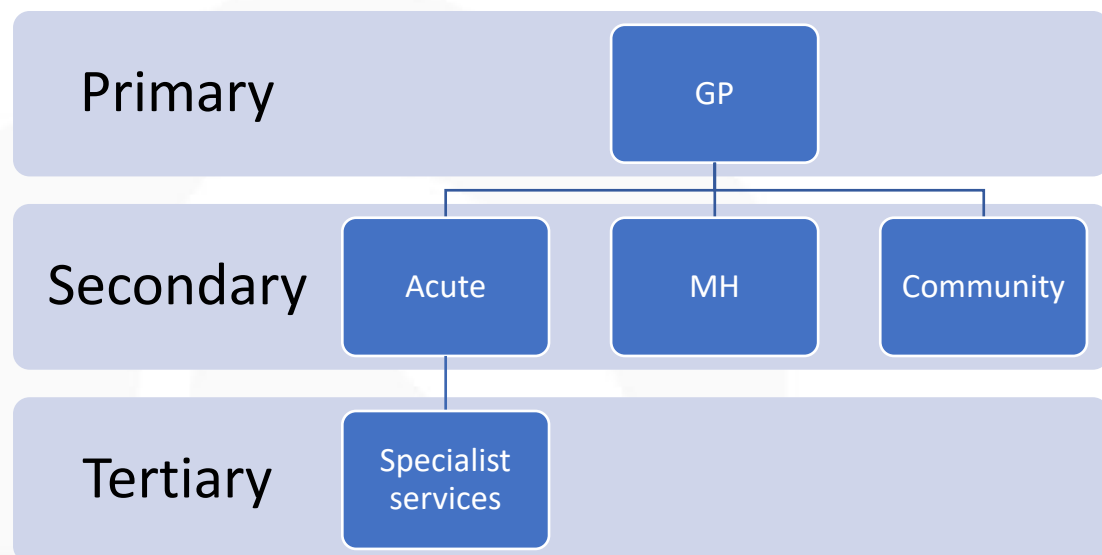 Primary
GP
Secondary
Acute
MH
Community
Tertiary
Specialist
services